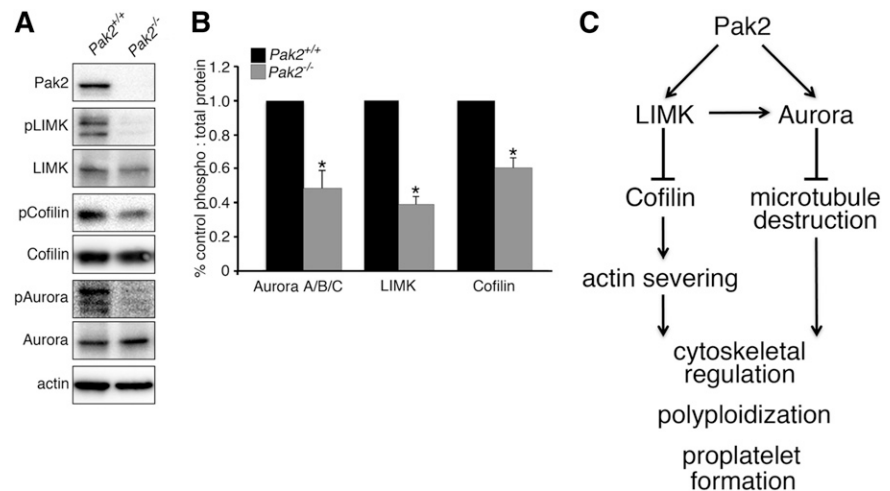 A
Pak2+/+
Pak2-/-
Pak2
pLIMK
LIMK
pCofilin
Cofilin
pAurora
Aurora
actin
B
Pak2+/+
Pak2-/-
% control phospho : total protein
1.2
1.0
0.8
0.6
0.4
0.2
0
*
*
*
Aurora A/B/C
LIMK
Cofilin
C
Pak2
LIMK
Aurora
Cofilin
microtubule
destruction
actin severing
cytoskeletal
regulation
polyploidization
proplatelet
formation